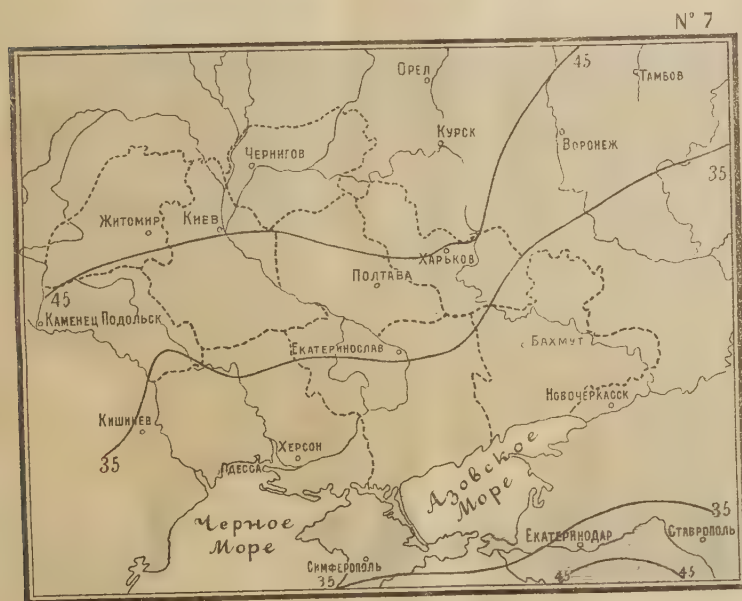 N° 7
45
ТАМБОВ
ОРЕЛ
КУРСК
ВОРОНЕЖ
ЧЕРНИГОВ
35
ЖИТОМИР
КИЕВ
ХАРЬКОВ
ПОЛТАВА
45
КАМЕНЕЦ ПОДОЛЬСК
ЕКАТЕРИНОСЛАВ
БАХМУТ
НОВОЧЕРКАССК
КИШИНЕВ
35
ХЕРСОН
ОДЕССА
Азовское
Море
Черное
Море
35
ЕКАТЕРИНОДАР
СТАВРОПОЛЬ
СИМФЕРОПОЛЬ
35
45
45